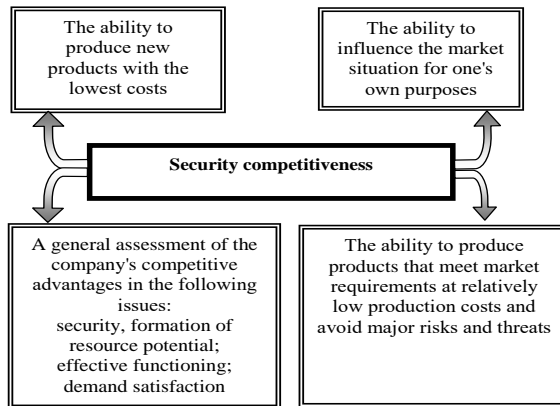 The ability to
produce new
products with the
lowest costs
The ability to
influence the market
situation for one's
own purposes
Security competitiveness
A general assessment of the
company's competitive
advantages in the following
issues:
security, formation of
resource potential;
effective functioning;
demand satisfaction
The ability to produce
products that meet market
requirements at relatively
low production costs and
avoid major risks and threats